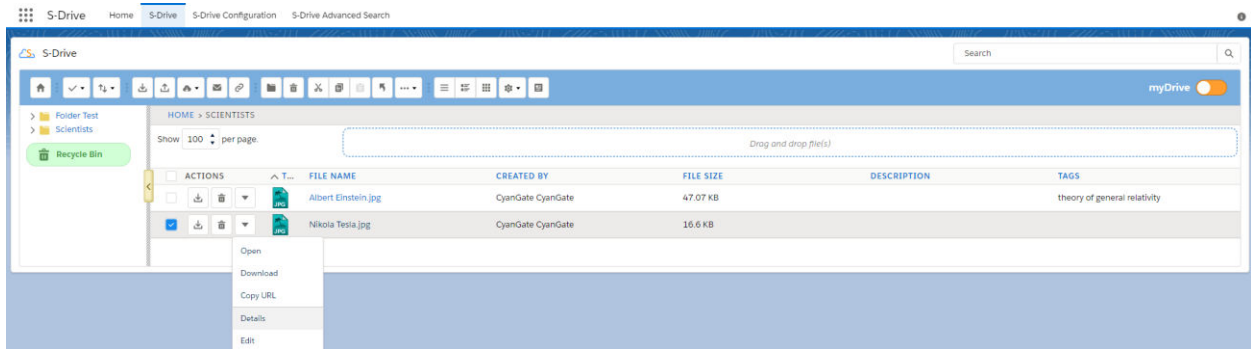 S-Drive Home S-Drive S-Drive Configuration S-Drive Advanced Search
S-Drive Search
myDrive
Folder Test
Scientists
Recycle Bin
HOME > SCIENTISTS
Show 100 per page.
Drag and drop file(s)
ACTIONS T... FILE NAME CREATED BY FILE SIZE DESCRIPTION TAGS
JPG Albert Einstein.jpg CyanGate CyanGate 47.07 KB theory of general relativity
JPG Nikola Tesla.jpg CyanGate CyanGate 16.6 KB
Open
Download
Copy URL
Details
Edit